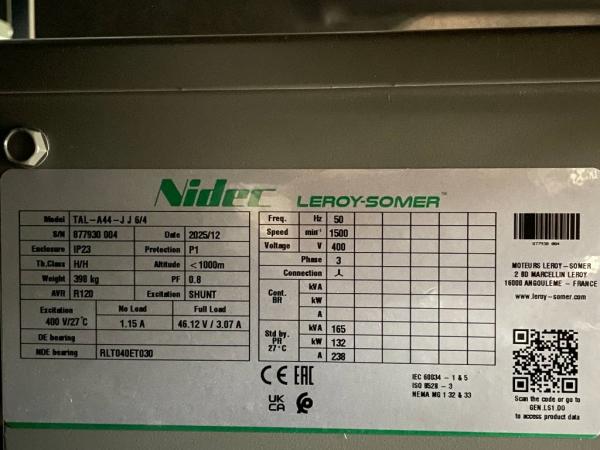 Nidec LEROY-SOMER™
Model TAL-A44-J J 6/4
S/N 877930 004 Date 2025/12
Enclosure IP23 Protection P1
Th.Class H/H Altitude < 1000m
Weight 398 kg PF 0.8
AVR R120 Excitation SHUNT
Excitation No Load Full Load
400 V/27°C 1.15 A 46.12 V / 3.07 A
DE bearing
NDE bearing RLT040ET030
Freq. Hz 50
Speed min⁻¹ 1500
Voltage V 400
Phase 3
Connection
Cont. BR kVA
kW
A
Std by. PR 27°C kVA 165
kW 132
A 238
CE EAC
UK CA
IEC 60034 - 1 & 5
ISO 8528 - 3
NEMA MG 1 32 & 33
877930 004
MOTEURS LEROY-SOMER
2 BD MARCELLIN LEROY
16000 ANGOULEME - FRANCE
www.leroy-somer.com
Scan the code or go to
GEN.LS1.DO
to access product data